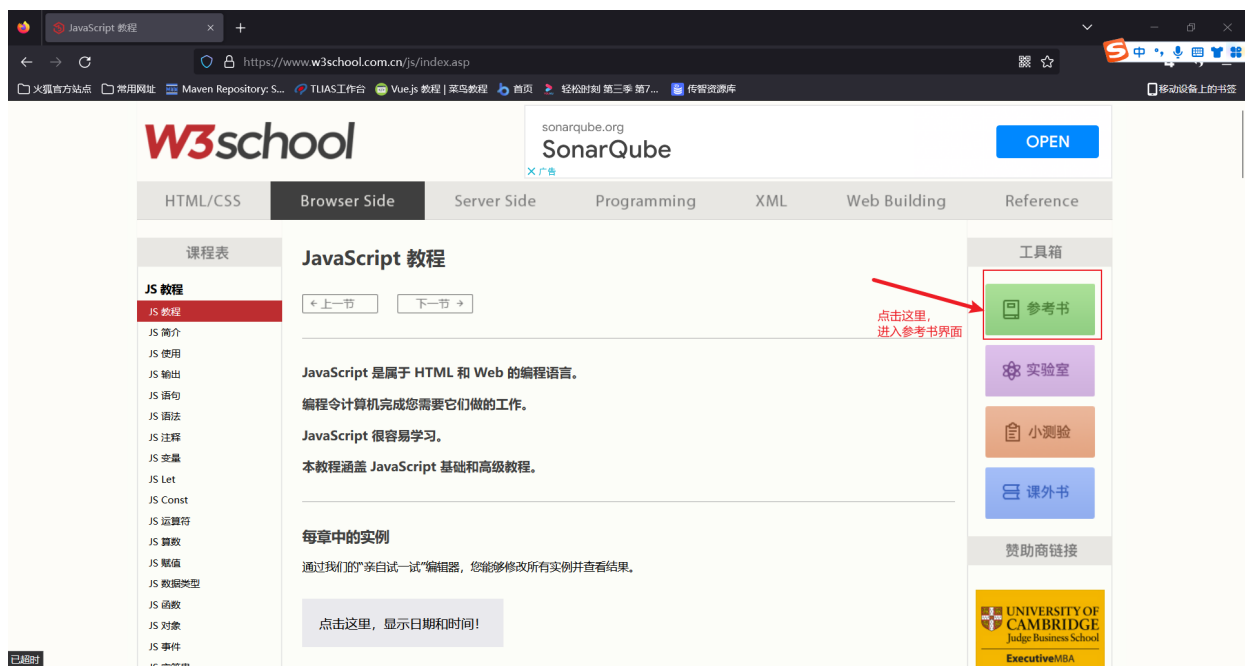 JavaScript 教程
https://www.w3school.com.cn/js/index.asp
中
火狐官方站点 常用网址 Maven Repository: S... TLIAS工作台 Vue.js 教程 | 菜鸟教程 首页 轻松时刻 第三季 第7... 传智资源库 移动设备上的书签
W3school
sonarqube.org
SonarQube
OPEN
广告
HTML/CSS Browser Side Server Side Programming XML Web Building Reference
课程表
JS 教程
JS 教程
JS 简介
JS 使用
JS 输出
JS 语句
JS 语法
JS 注释
JS 变量
JS Let
JS Const
JS 运算符
JS 算数
JS 赋值
JS 数据类型
JS 函数
JS 对象
JS 事件
已超时
JavaScript 教程
上一节 下一节
JavaScript 是属于 HTML 和 Web 的编程语言。
编程令计算机完成您需要它们做的工作。
JavaScript 很容易学习。
本教程涵盖 JavaScript 基础和高级教程。
每章中的实例
通过我们的“亲自试一试”编辑器，您能够修改所有实例并查看结果。
点击这里，显示日期和时间！
点击这里，
进入参考书界面
工具箱
参考书
实验室
小测验
课外书
赞助商链接
UNIVERSITY OF
CAMBRIDGE
Judge Business School
ExecutiveMBA